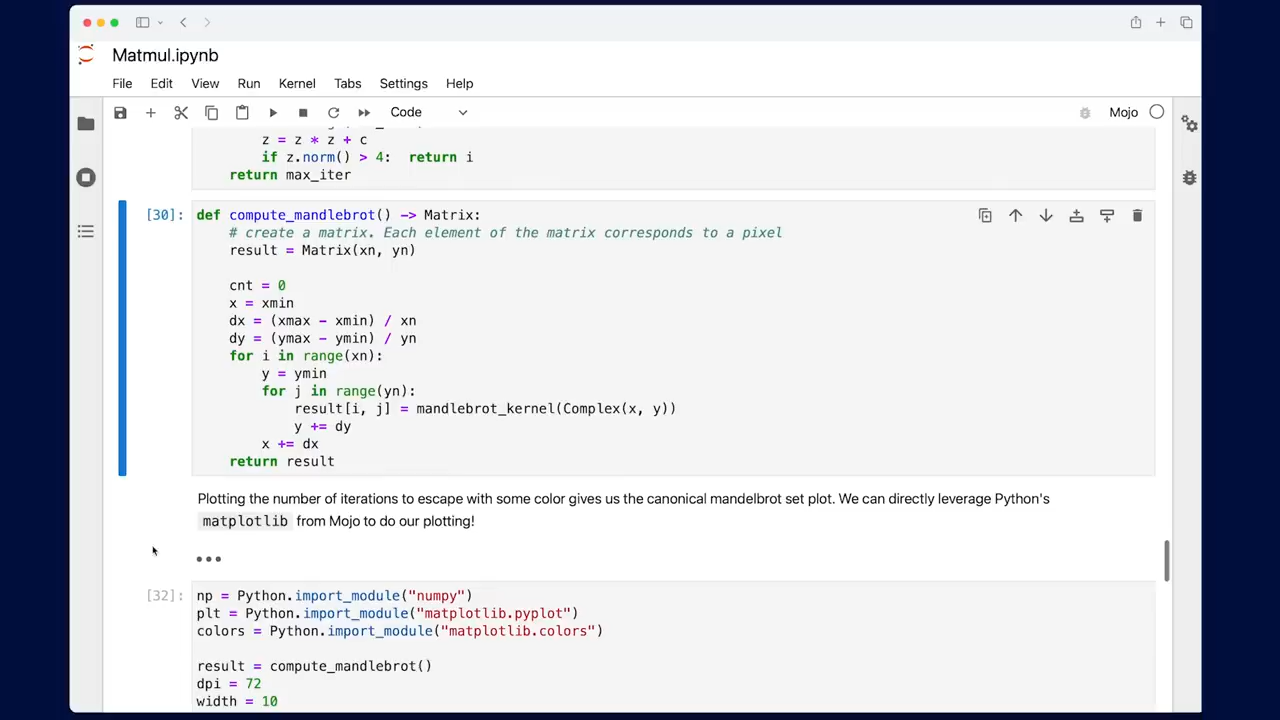 Matmul.ipynb
File Edit View Run Kernel Tabs Settings Help
Code
Mojo
z = z * z + c
if z.norm() > 4: return i
return max_iter
[30]:
def compute_mandlebrot() -> Matrix:
# create a matrix. Each element of the matrix corresponds to a pixel
result = Matrix(xn, yn)
cnt = 0
x = xmin
dx = (xmax - xmin) / xn
dy = (ymax - ymin) / yn
for i in range(xn):
y = ymin
for j in range(yn):
result[i, j] = mandlebrot_kernel(Complex(x, y))
y += dy
x += dx
return result
Plotting the number of iterations to escape with some color gives us the canonical mandelbrot set plot. We can directly leverage Python's
matplotlib from Mojo to do our plotting!
[32]:
np = Python.import_module("numpy")
plt = Python.import_module("matplotlib.pyplot")
colors = Python.import_module("matplotlib.colors")
result = compute_mandlebrot()
dpi = 72
width = 10